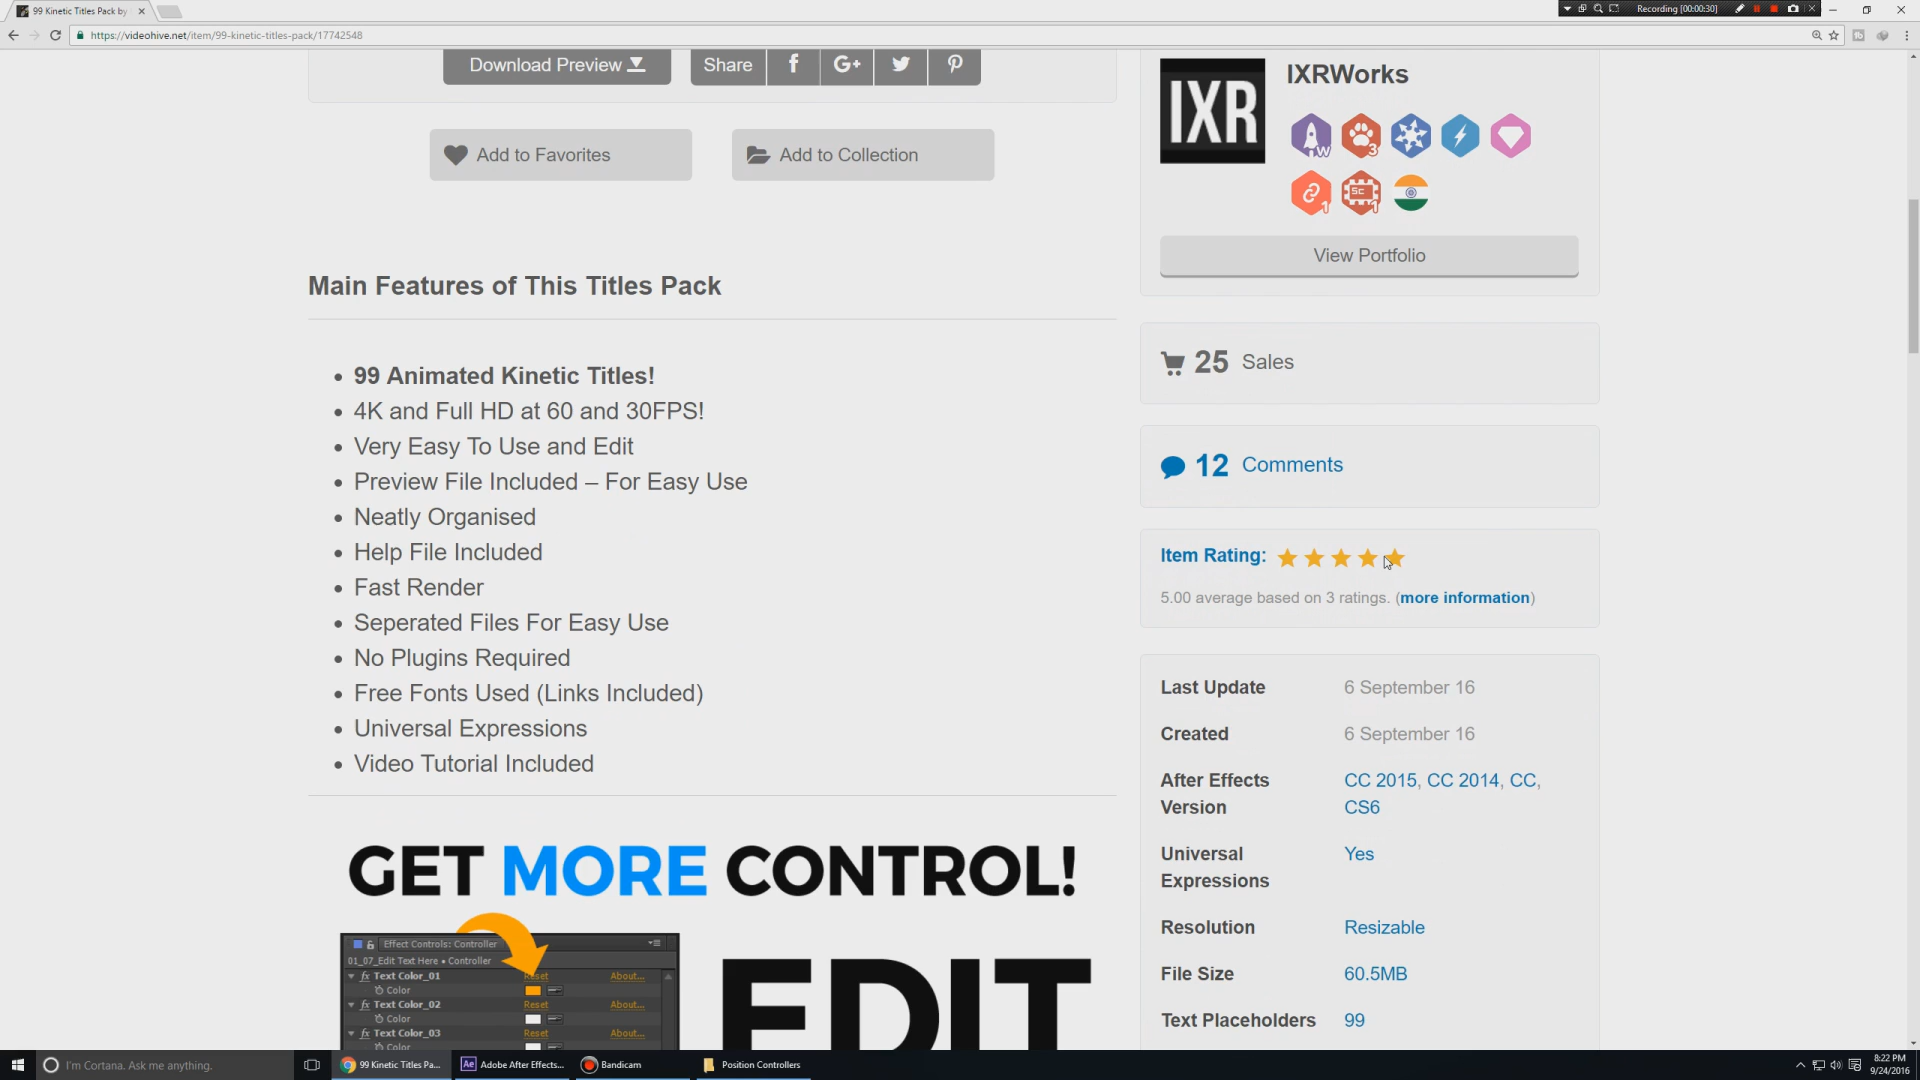 99 Kinetic Titles Pack by
Recording [00:00:30]
https://videohive.net/item/99-kinetic-titles-pack/17742548
Download Preview
Share
Add to Favorites
Add to Collection
Main Features of This Titles Pack
99 Animated Kinetic Titles!
4K and Full HD at 60 and 30FPS!
Very Easy To Use and Edit
Preview File Included – For Easy Use
Neatly Organised
Help File Included
Fast Render
Seperated Files For Easy Use
No Plugins Required
Free Fonts Used (Links Included)
Universal Expressions
Video Tutorial Included
GET MORE CONTROL!
Effect Controls: Controller
01_07_Edit Text Here • Controller
fx Text Color_01 Reset About...
Color
fx Text Color_02 Reset About...
Color
fx Text Color_03 Reset About...
Color
EDIT
IXR
IXRWorks
W 3
1 Sc 1
View Portfolio
25 Sales
12 Comments
Item Rating:
5.00 average based on 3 ratings. (more information)
Last Update 6 September 16
Created 6 September 16
After Effects Version CC 2015, CC 2014, CC,
CS6
Universal Expressions Yes
Resolution Resizable
File Size 60.5MB
Text Placeholders 99
I'm Cortana. Ask me anything.
99 Kinetic Titles Pa...
Ae Adobe After Effects...
Bandicam
Position Controllers
8:22 PM
9/24/2016